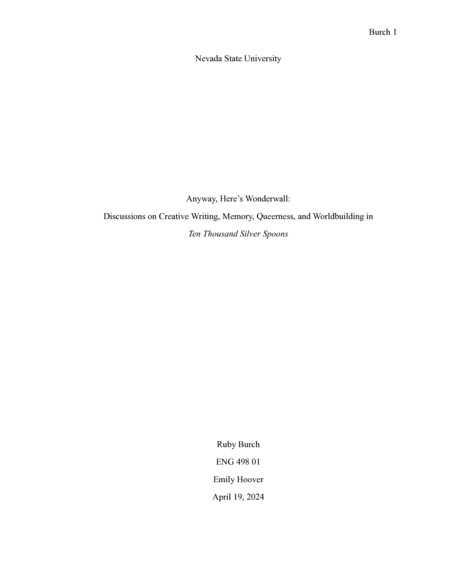 Burch 1
Nevada State University
Anyway, Here's Wonderwall:
Discussions on Creative Writing, Memory, Queerness, and Worldbuilding in
Ten Thousand Silver Spoons
Ruby Burch
ENG 498 01
Emily Hoover
April 19, 2024